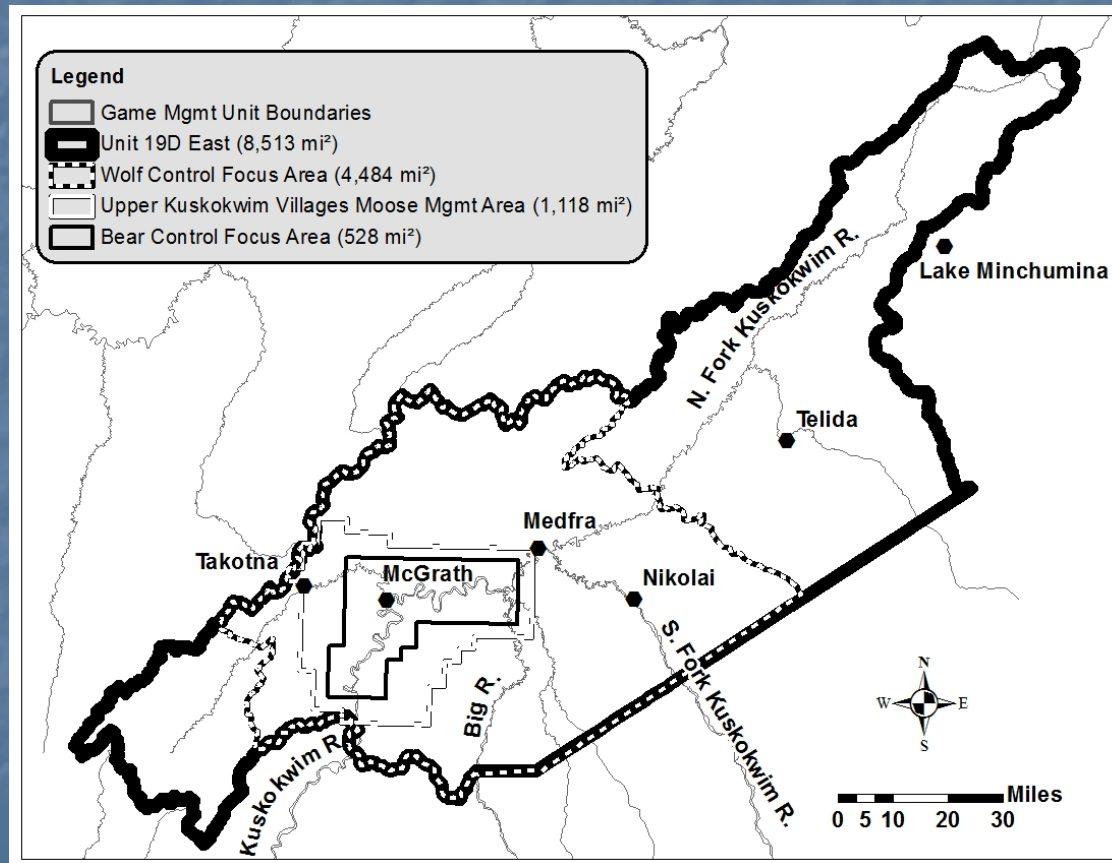 Legend
Game Mgmt Unit Boundaries
Unit 19D East (8,513 mi²)
Wolf Control Focus Area (4,484 mi²)
Upper Kuskokwim Villages Moose Mgmt Area (1,118 mi²)
Bear Control Focus Area (528 mi²)
N. Fork Kuskokwim R.
Lake Minchumina
Telida
Medfra
Takotna
McGrath
Nikolai
S. Fork Kuskokwim R.
Big R.
Kuskokwim R.
N
W E
S
Miles
0 5 10 20 30